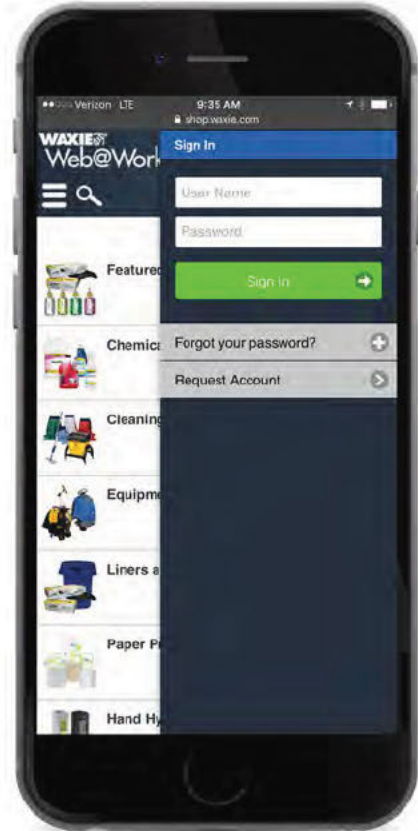 Verizon LTE 9:35 AM
shop.waxie.com
WAXIE
Web@Work
Sign In
User Name
Password
Sign In
Forgot your password?
Request Account
Featured
Chemica
Cleaning
Equipme
Liners a
Paper Pr
Hand Hy